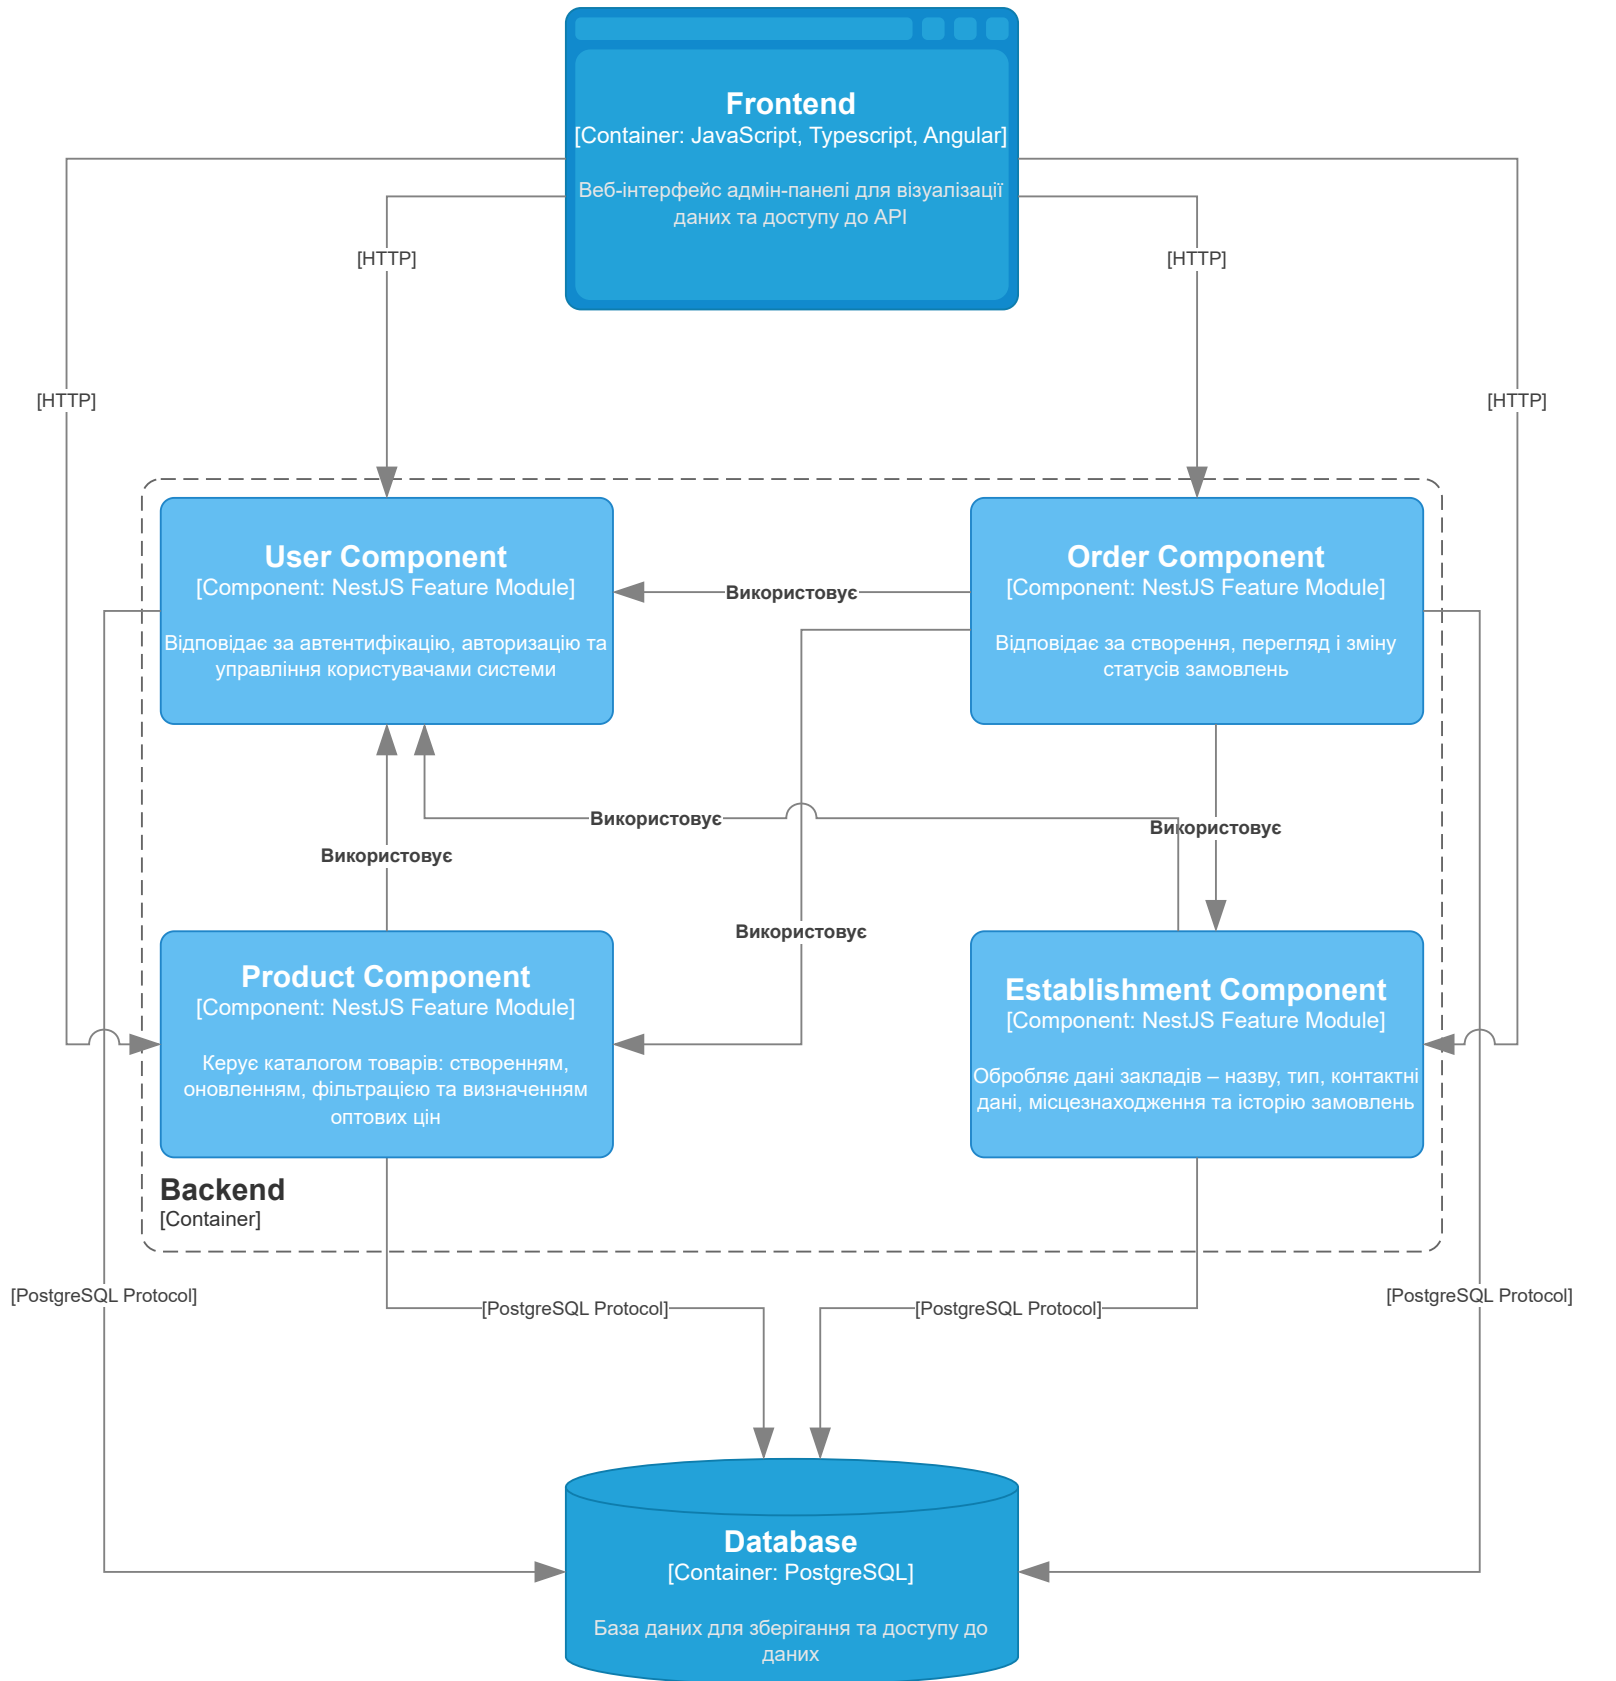 Frontend
[Container: JavaScript, Typescript, Angular]
Веб-інтерфейс адмін-панелі для візуалізації
даних та доступу до API
[HTTP]
[HTTP]
[HTTP]
[HTTP]
User Component
[Component: NestJS Feature Module]
Відповідає за автентифікацію, авторизацію та
управління користувачами системи
Використовує
Order Component
[Component: NestJS Feature Module]
Відповідає за створення, перегляд і зміну
статусів замовлень
Використовує
Використовує
Використовує
Використовує
Product Component
[Component: NestJS Feature Module]
Керує каталогом товарів: створенням,
оновленням, фільтрацією та визначенням
оптових цін
Establishment Component
[Component: NestJS Feature Module]
Обробляє дані закладів – назву, тип, контактні
дані, місцезнаходження та історію замовлень
Backend
[Container]
[PostgreSQL Protocol]
[PostgreSQL Protocol]
[PostgreSQL Protocol]
[PostgreSQL Protocol]
Database
[Container: PostgreSQL]
База даних для зберігання та доступу до
даних